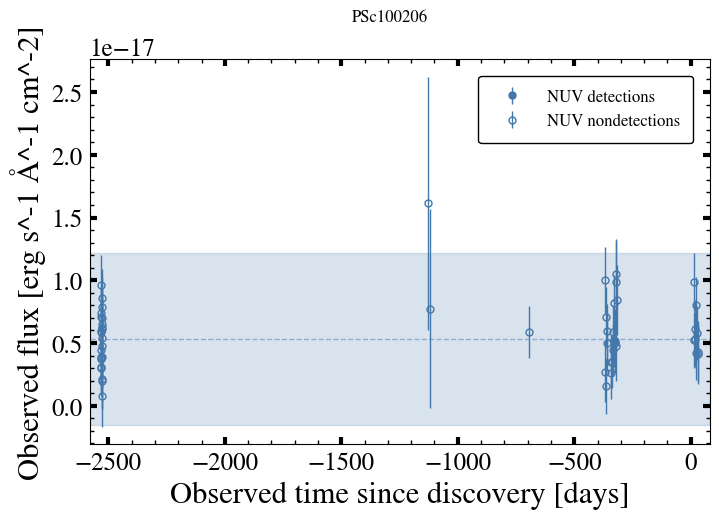 PSc100206
1e−17
Observed flux [erg s^-1 Å^-1 cm^-2]
2.5
2.0
1.5
1.0
0.5
0.0
NUV detections
NUV nondetections
−2500 −2000 −1500 −1000 −500 0
Observed time since discovery [days]